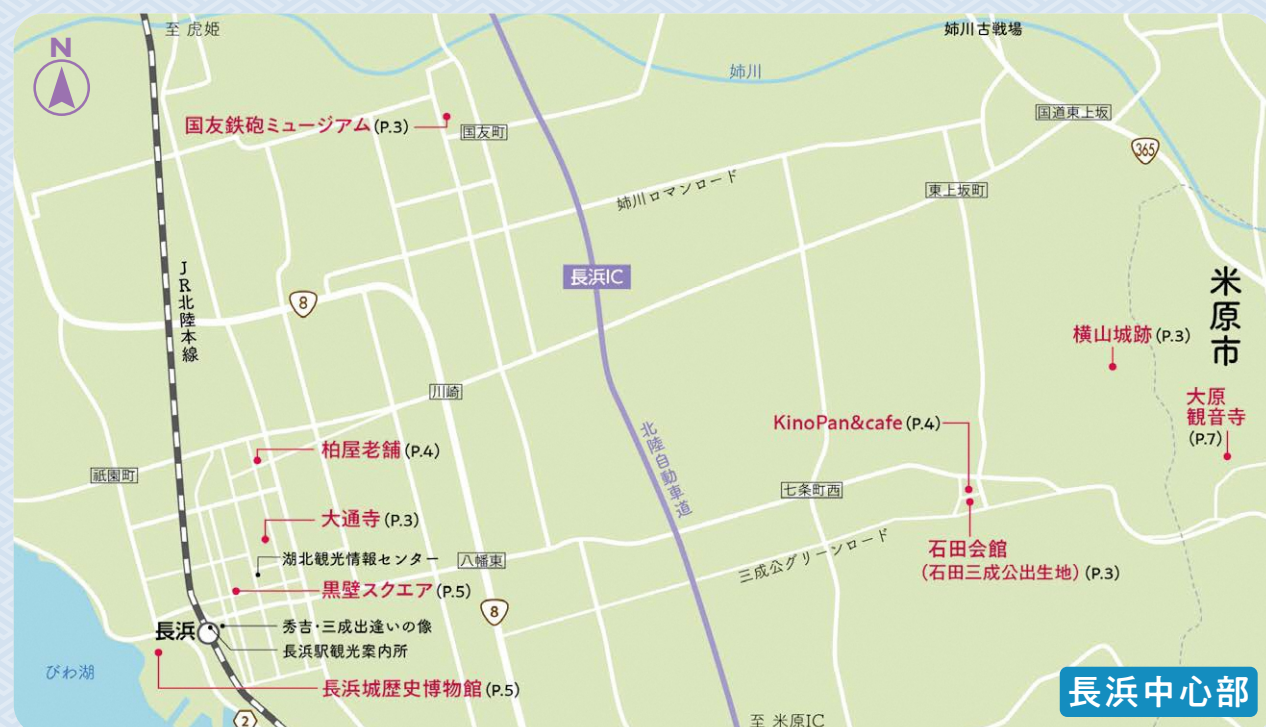 至 虎姫
姉川古戦場
N
姉川
国友鉄砲ミュージアム(P.3)
国友町
国道東上坂
365
姉川ロマンロード
東上坂町
JR北陸本線
長浜IC
米原市
8
横山城跡(P.3)
川崎
大原
観音寺
(P.7)
KinoPan&cafe(P.4)
北陸自動車道
柏屋老舗(P.4)
祇園町
七条町西
大通寺(P.3)
湖北観光情報センター
八幡東
石田会館
(石田三成公出生地)(P.3)
三成公グリーンロード
黒壁スクエア(P.5)
8
長浜
秀吉・三成出逢いの像
長浜駅観光案内所
びわ湖
長浜城歴史博物館(P.5)
長浜中心部
2
至 米原IC